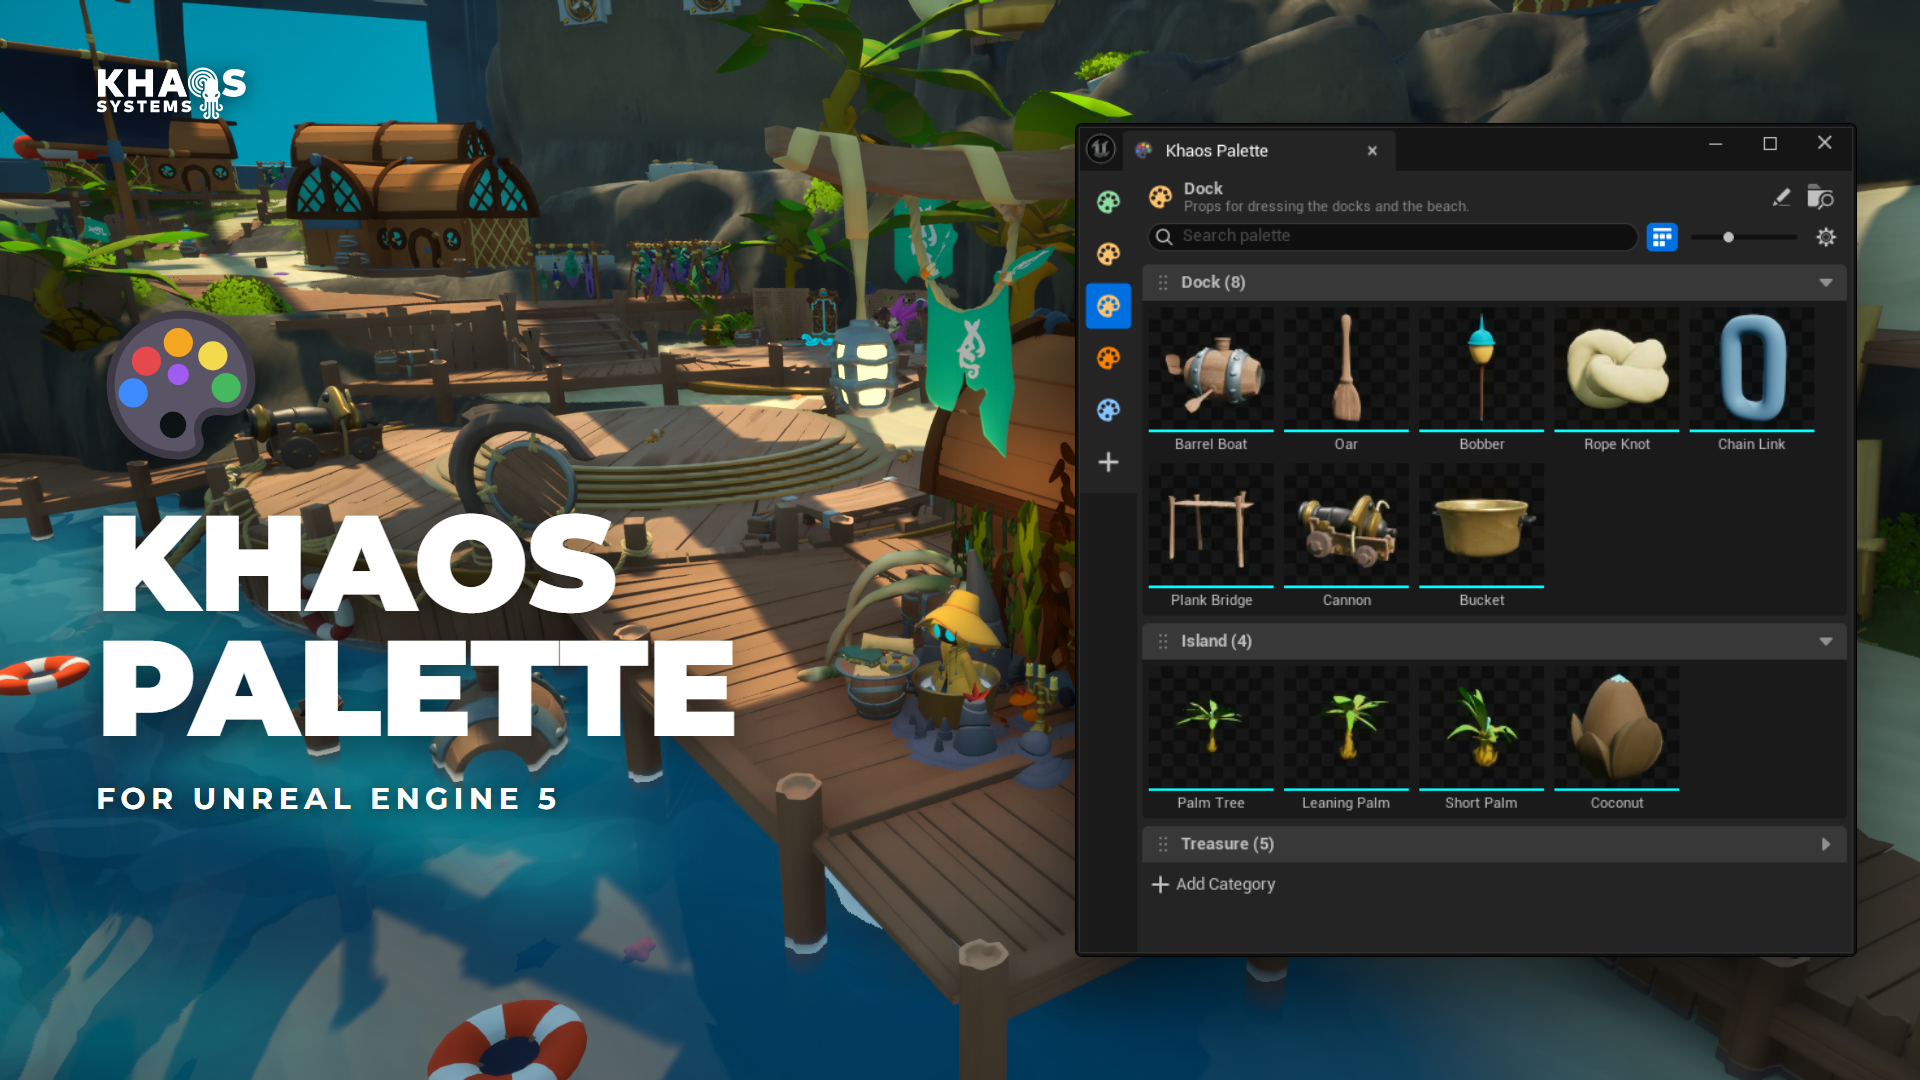 KHAOS
SYSTEMS
KHAOS
PALETTE
FOR UNREAL ENGINE 5
Khaos Palette
Dock
Props for dressing the docks and the beach.
Search palette
Dock (8)
Barrel Boat
Oar
Bobber
Rope Knot
Chain Link
Plank Bridge
Cannon
Bucket
Island (4)
Palm Tree
Leaning Palm
Short Palm
Coconut
Treasure (5)
Add Category